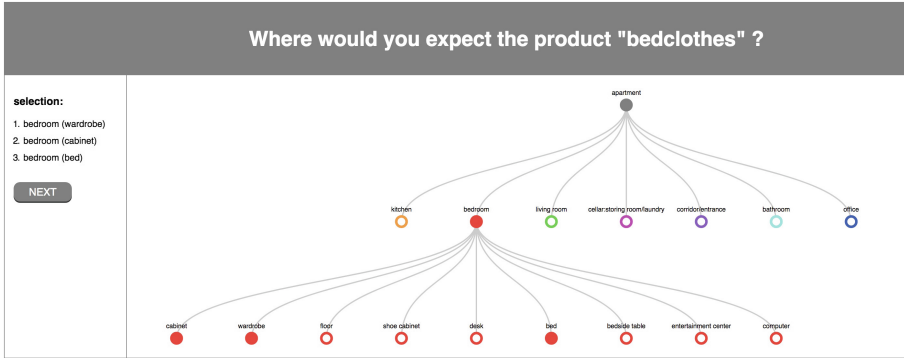 Where would you expect the product "bedclothes" ?
selection:
1. bedroom (wardrobe)
2. bedroom (cabinet)
3. bedroom (bed)
NEXT
apartment
kitchen bedroom living room cellar:storing room/laundry corridor/entrance bathroom office
cabinet wardrobe floor shoe cabinet desk bed bedside table entertainment center computer